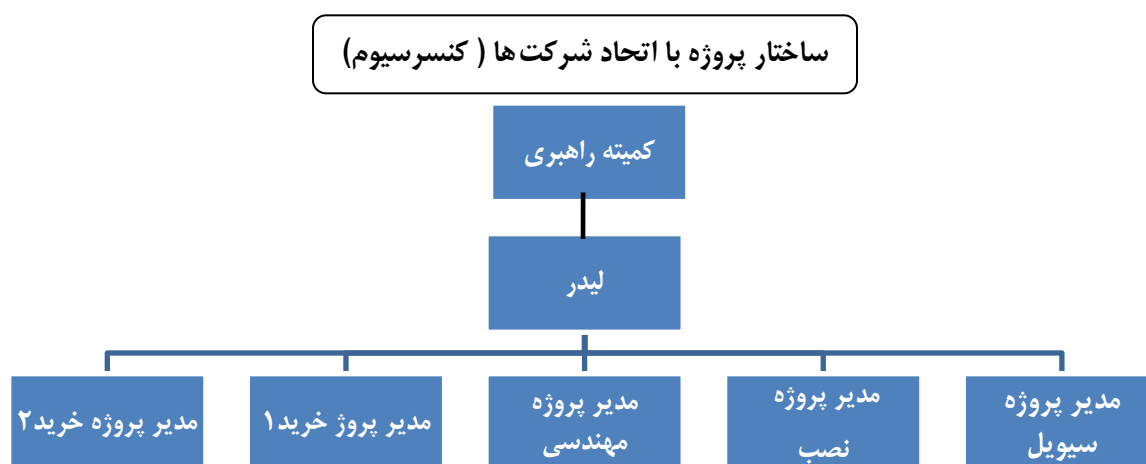 ساختار پروژه با اتحاد شرکت‌ها ( کنسرسیوم)
کمیته راهبری
لیدر
مدیر پروژه
سیویل
مدیر پروژه
نصب
مدیر پروژه
مهندسی
مدیر پروژ خرید۱
مدیر پروژه خرید۲